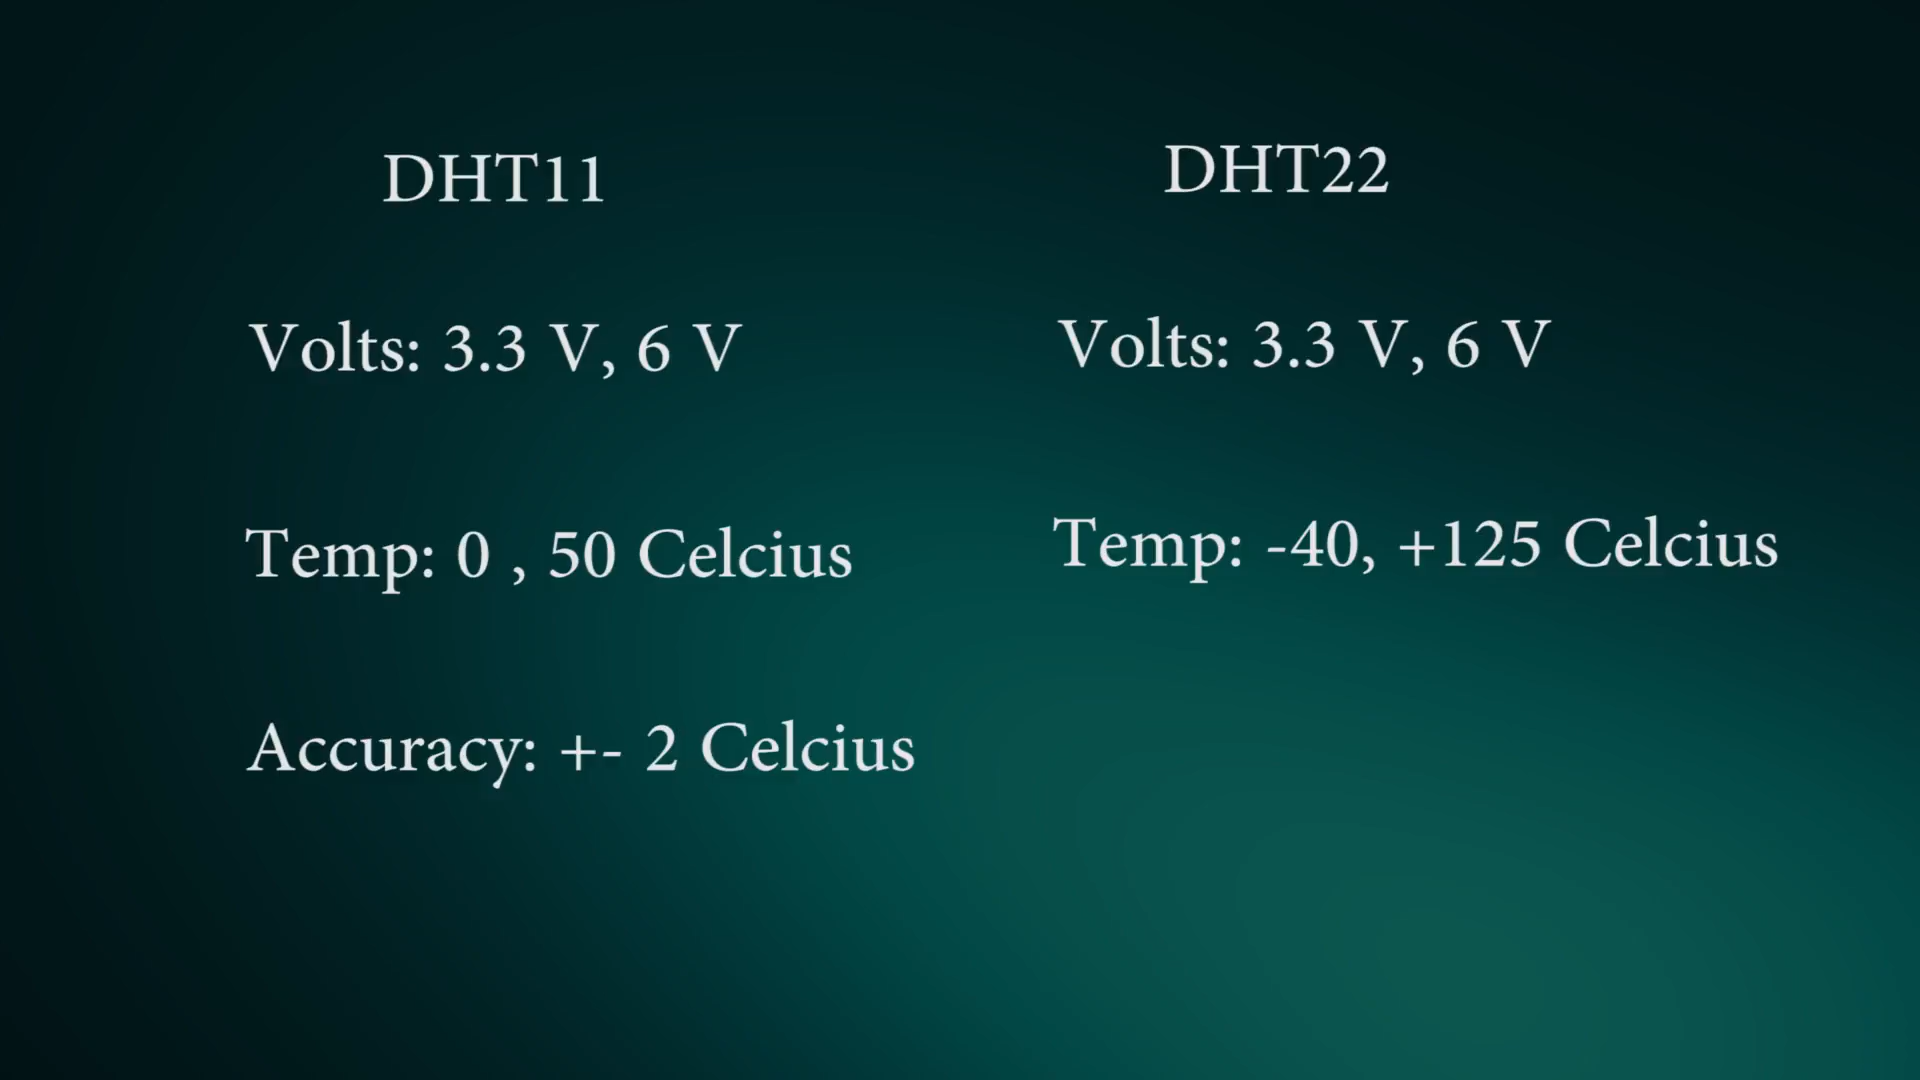 DHT11
Volts: 3.3 V, 6 V
Temp: 0 , 50 Celcius
Accuracy: +- 2 Celcius
DHT22
Volts: 3.3 V, 6 V
Temp: -40, +125 Celcius